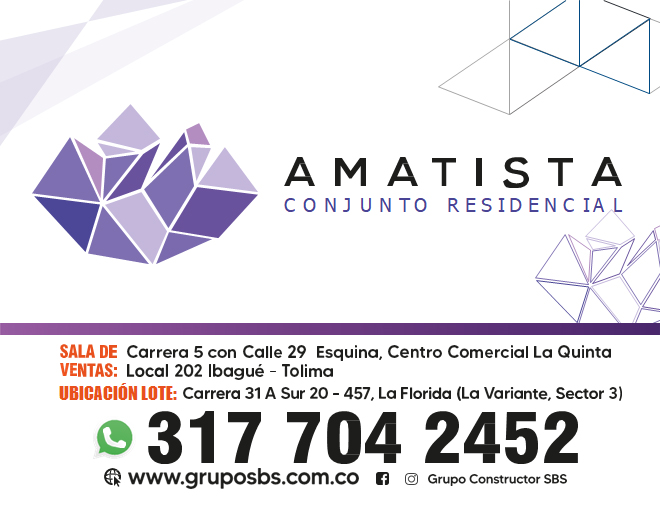 AMATISTA
CONJUNTO RESIDENCIAL
SALA DE VENTAS: Carrera 5 con Calle 29 Esquina, Centro Comercial La Quinta
Local 202 Ibagué - Tolima
UBICACIÓN LOTE: Carrera 31 A Sur 20 - 457, La Florida (La Variante, Sector 3)
317 704 2452
www.gruposbs.com.co Grupo Constructor SBS